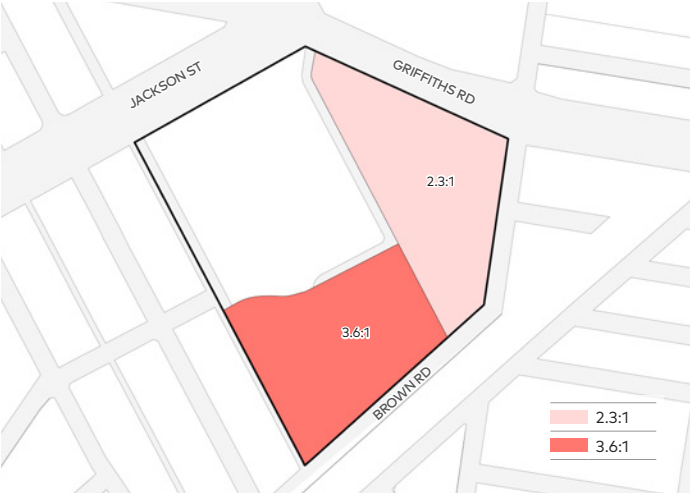 JACKSON ST
GRIFFITHS RD
2.3:1
3.6:1
BROWN RD
2.3:1
3.6:1